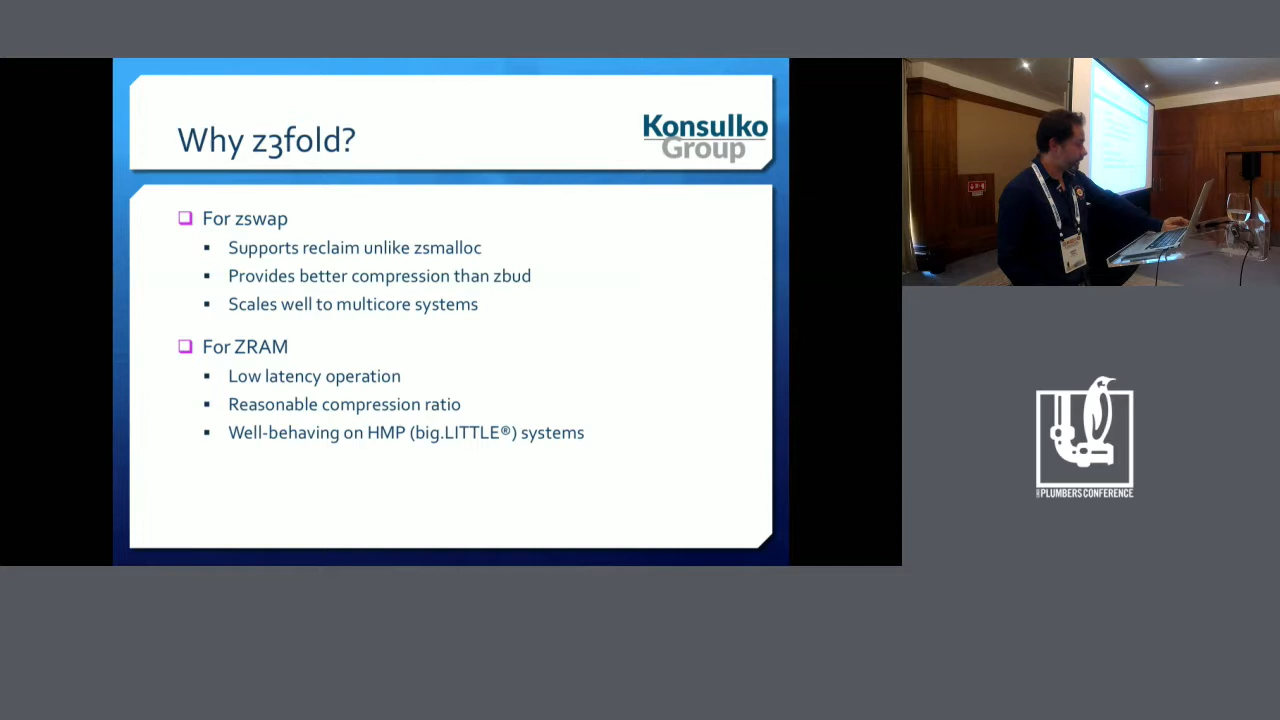 Why z3fold?
Konsulko
Group
For zswap
Supports reclaim unlike zsmalloc
Provides better compression than zbud
Scales well to multicore systems
For ZRAM
Low latency operation
Reasonable compression ratio
Well-behaving on HMP (big.LITTLE®) systems
PLUMBERS CONFERENCE